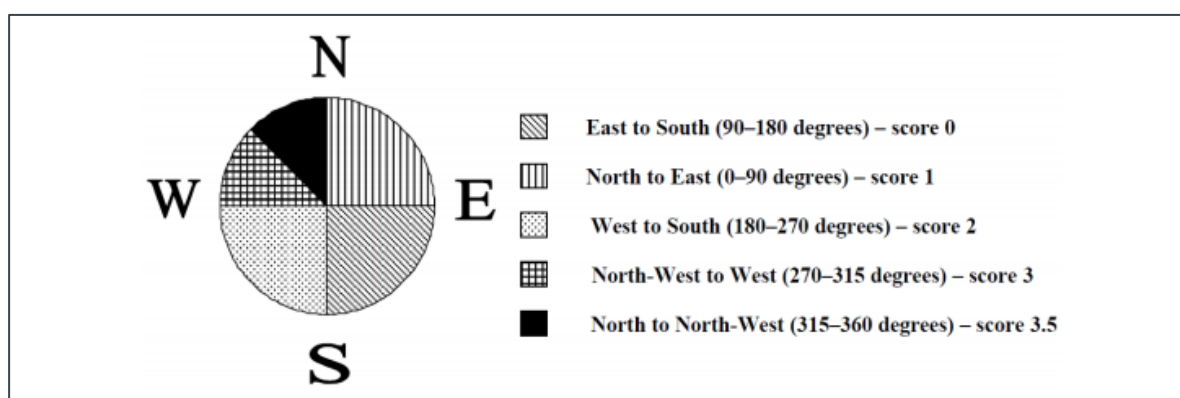 N
W
E
S
East to South (90–180 degrees) – score 0
North to East (0–90 degrees) – score 1
West to South (180–270 degrees) – score 2
North-West to West (270–315 degrees) – score 3
North to North-West (315–360 degrees) – score 3.5